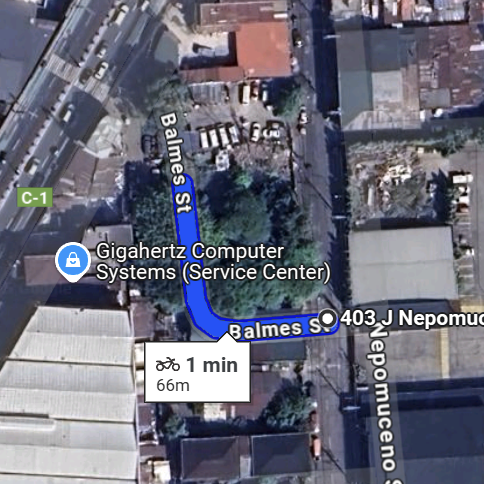 Balmes St
C-1
Gigahertz Computer
Systems (Service Center)
403 J Nepomuc
Balmes St
1 min
66m
Nepomuceno S